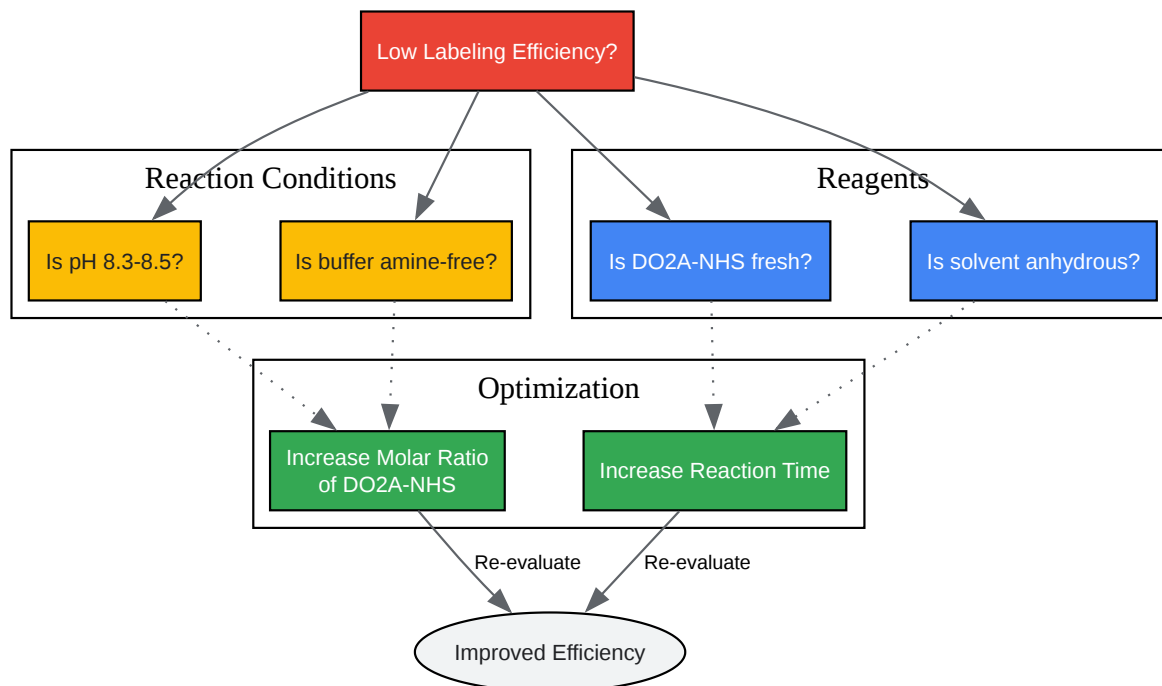 Low Labeling Efficiency?
Reaction Conditions
Reagents
Is pH 8.3-8.5?
Is buffer amine-free?
Is DO2A-NHS fresh?
Is solvent anhydrous?
Optimization
Increase Molar Ratio
of DO2A-NHS
Increase Reaction Time
Re-evaluate
Re-evaluate
Improved Efficiency